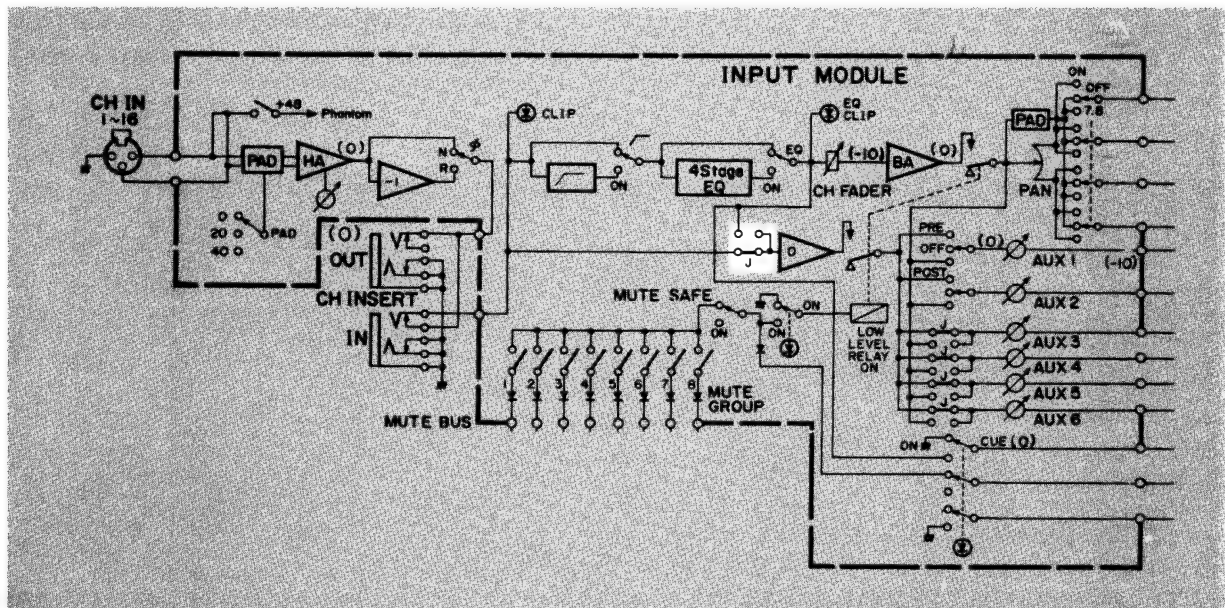 INPUT MODULE
CH IN
1~16
+48
Phantom
PAD
HA
(0)
-1
N
R
ø
0
20
40
PAD
(0)
OUT
CH INSERT
IN
CLIP
ON
4Stage
EQ
ON
EQ
EQ
CLIP
(-10)
CH FADER
BA
(0)
PAD
PAN
ON
OFF
7.8
J
0
PRE
OFF
POST
(0)
AUX 1
(-10)
AUX 2
J
AUX 3
J
AUX 4
J
AUX 5
J
AUX 6
MUTE SAFE
ON
ON
ON
LOW
LEVEL
RELAY
ON
1
2
3
4
5
6
7
8
MUTE
GROUP
MUTE BUS
ON
CUE (0)